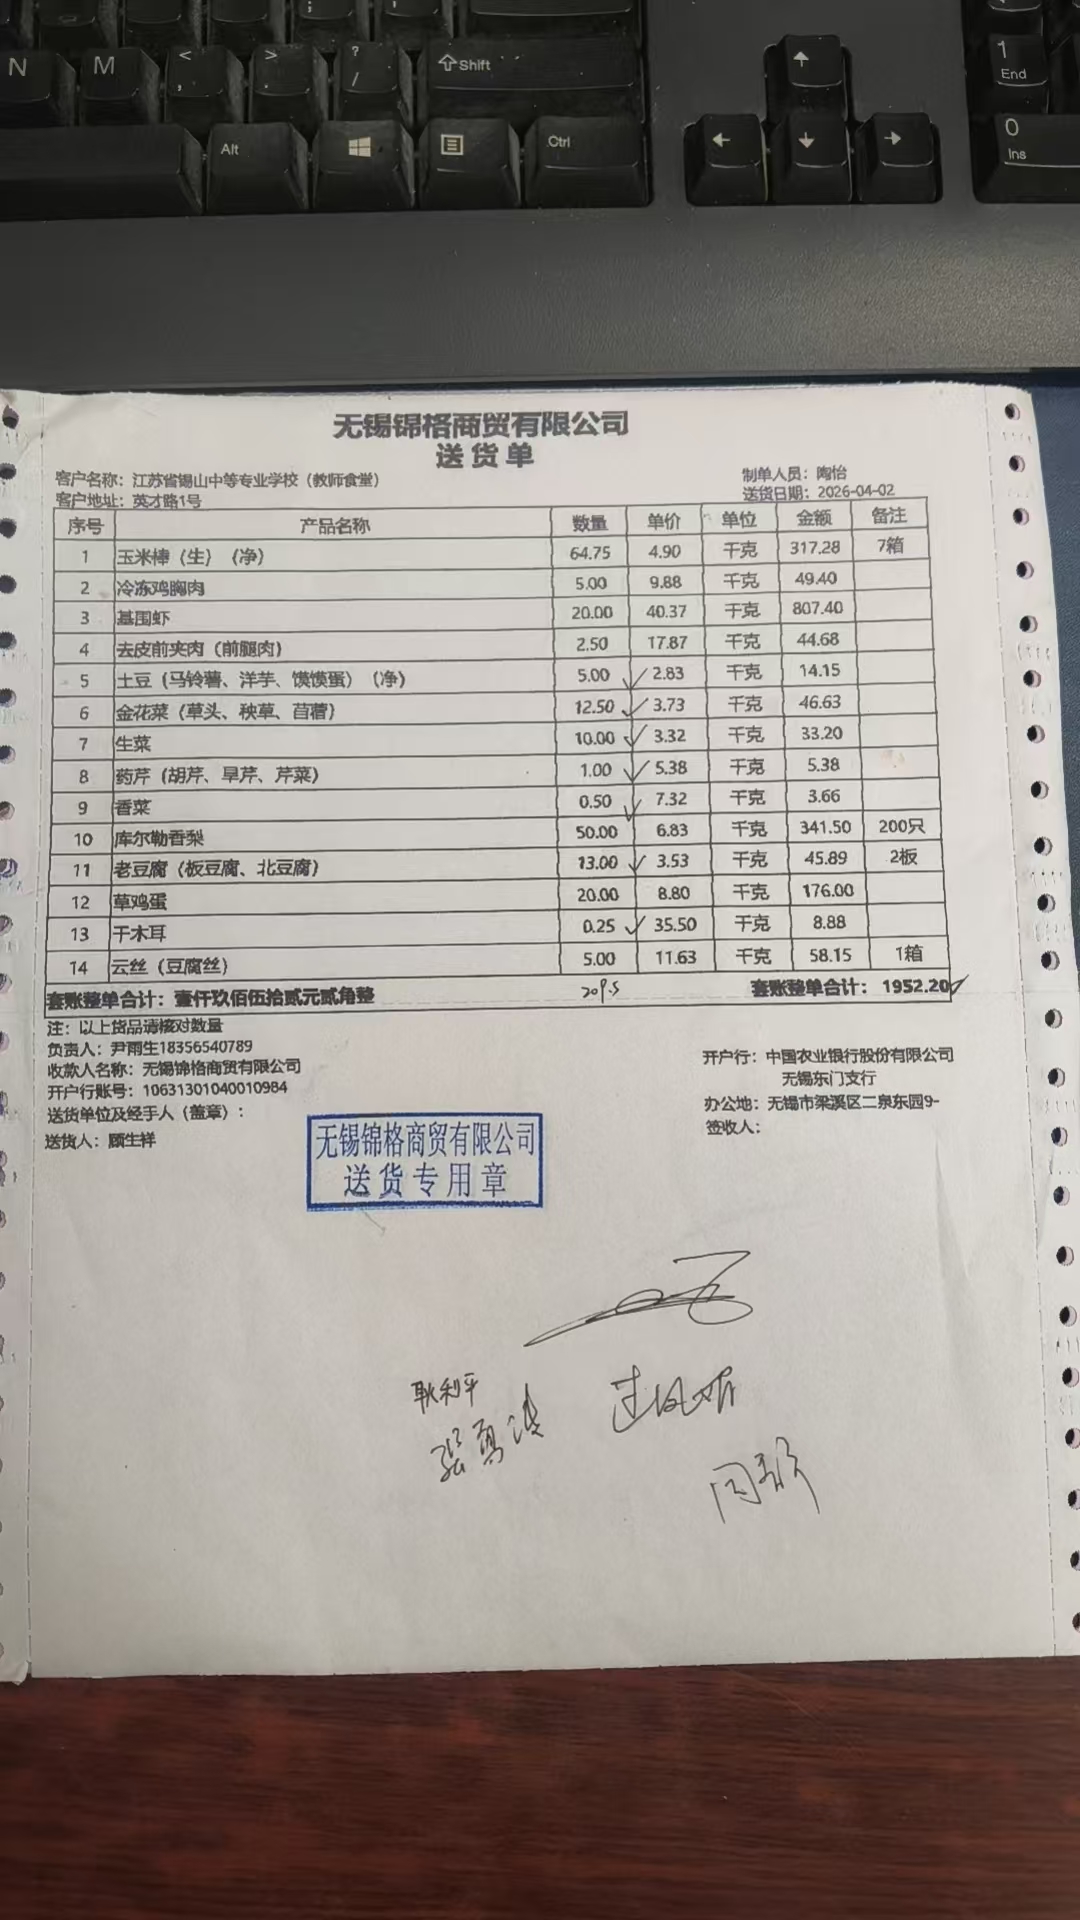 N M < , > . ? / Shift 1 End
Alt Ctrl 0 Ins
无锡锦格商贸有限公司
送货单
客户名称：江苏省锡山中等专业学校（教师食堂） 制单人员：陶怡
客户地址：英才路1号 送货日期：2026-04-02
序号 产品名称 数量 单价 单位 金额 备注
1 玉米棒（生）（净） 64.75 4.90 千克 317.28 7箱
2 冷冻鸡胸肉 5.00 9.88 千克 49.40
3 基围虾 20.00 40.37 千克 807.40
4 去皮前夹肉（前腿肉） 2.50 17.87 千克 44.68
5 土豆（马铃薯、洋芋、馍馍蛋）（净） 5.00 2.83 千克 14.15
6 金花菜（草头、秧草、苜蓿） 12.50 3.73 千克 46.63
7 生菜 10.00 3.32 千克 33.20
8 药芹（胡芹、旱芹、芹菜） 1.00 5.38 千克 5.38
9 香菜 0.50 7.32 千克 3.66
10 库尔勒香梨 50.00 6.83 千克 341.50 200只
11 老豆腐（板豆腐、北豆腐） 13.00 3.53 千克 45.89 2板
12 草鸡蛋 20.00 8.80 千克 176.00
13 干木耳 0.25 35.50 千克 8.88
14 云丝（豆腐丝） 5.00 11.63 千克 58.15 1箱
套账整单合计：壹仟玖佰伍拾贰元贰角整 209.5 套账整单合计：1952.20
注：以上货品请核对数量
负责人：尹雨生18356540789
收款人名称：无锡锦格商贸有限公司
开户行账号：10631301040010984
送货单位及经手人（盖章）：
送货人：顾生祥
开户行：中国农业银行股份有限公司
无锡东门支行
办公地：无锡市梁溪区二泉东园9-
签收人：
无锡锦格商贸有限公司
送货专用章
耿利平